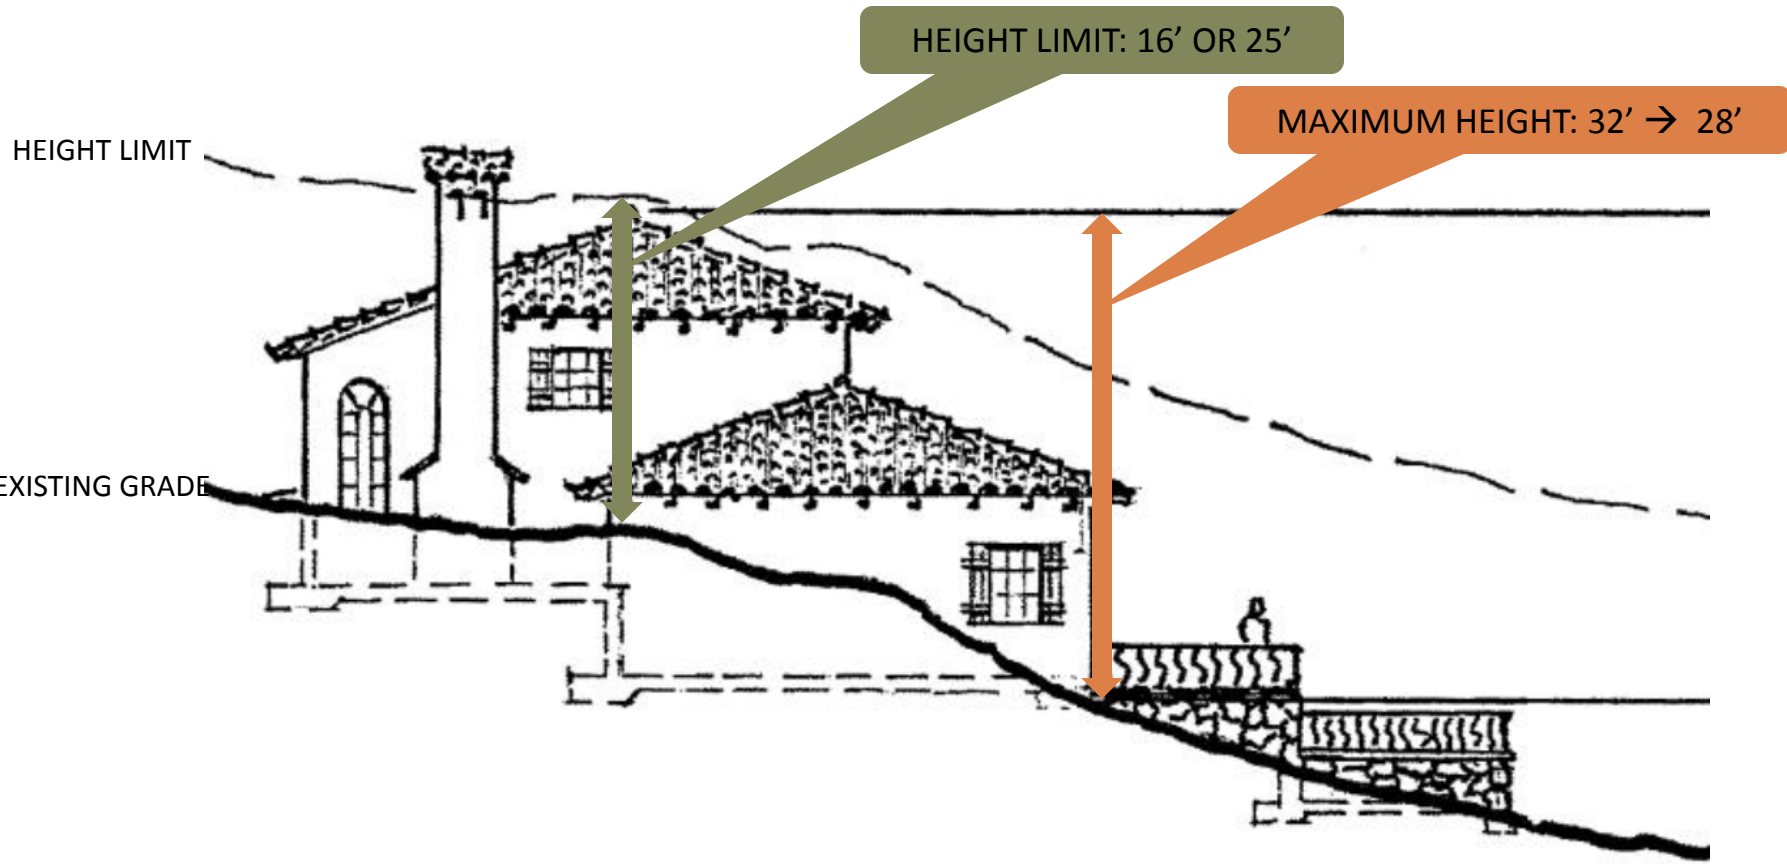 HEIGHT LIMIT: 16’ OR 25’
MAXIMUM HEIGHT: 32’ → 28’
HEIGHT LIMIT
EXISTING GRADE